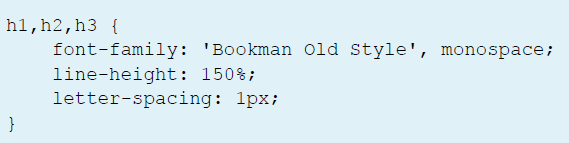 h1,h2,h3 {
    font-family: 'Bookman Old Style', monospace;
    line-height: 150%;
    letter-spacing: 1px;
}